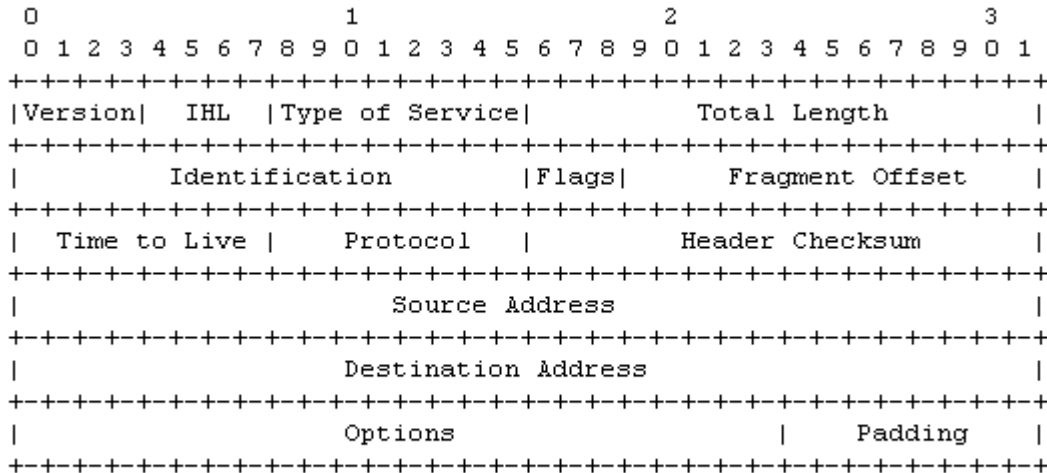 0                   1                   2                   3
 0 1 2 3 4 5 6 7 8 9 0 1 2 3 4 5 6 7 8 9 0 1 2 3 4 5 6 7 8 9 0 1
+-+-+-+-+-+-+-+-+-+-+-+-+-+-+-+-+-+-+-+-+-+-+-+-+-+-+-+-+-+-+-+-+
|Version|  IHL  |Type of Service|          Total Length         |
+-+-+-+-+-+-+-+-+-+-+-+-+-+-+-+-+-+-+-+-+-+-+-+-+-+-+-+-+-+-+-+-+
|         Identification        |Flags|      Fragment Offset    |
+-+-+-+-+-+-+-+-+-+-+-+-+-+-+-+-+-+-+-+-+-+-+-+-+-+-+-+-+-+-+-+-+
|  Time to Live |    Protocol   |         Header Checksum       |
+-+-+-+-+-+-+-+-+-+-+-+-+-+-+-+-+-+-+-+-+-+-+-+-+-+-+-+-+-+-+-+-+
|                       Source Address                          |
+-+-+-+-+-+-+-+-+-+-+-+-+-+-+-+-+-+-+-+-+-+-+-+-+-+-+-+-+-+-+-+-+
|                    Destination Address                        |
+-+-+-+-+-+-+-+-+-+-+-+-+-+-+-+-+-+-+-+-+-+-+-+-+-+-+-+-+-+-+-+-+
|                    Options                    |    Padding    |
+-+-+-+-+-+-+-+-+-+-+-+-+-+-+-+-+-+-+-+-+-+-+-+-+-+-+-+-+-+-+-+-+